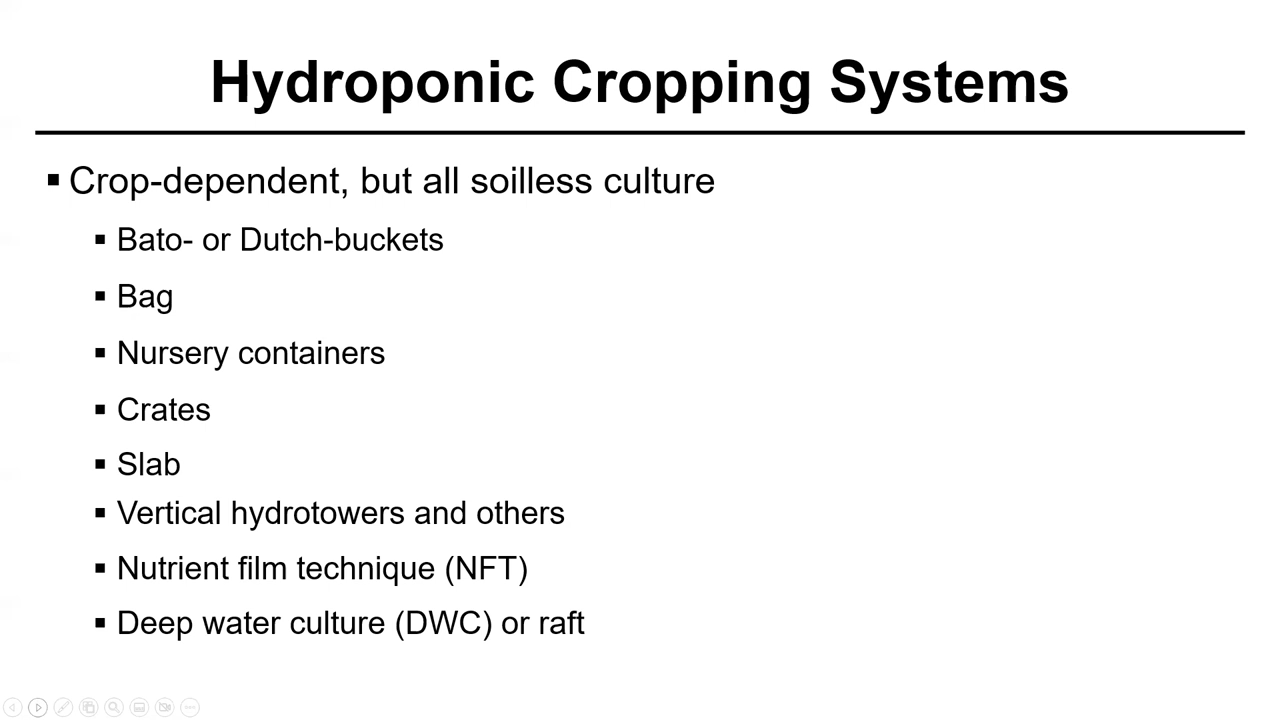 Hydroponic Cropping Systems
▪ Crop-dependent, but all soilless culture
▪ Bato- or Dutch-buckets
▪ Bag
▪ Nursery containers
▪ Crates
▪ Slab
▪ Vertical hydrotowers and others
▪ Nutrient film technique (NFT)
▪ Deep water culture (DWC) or raft